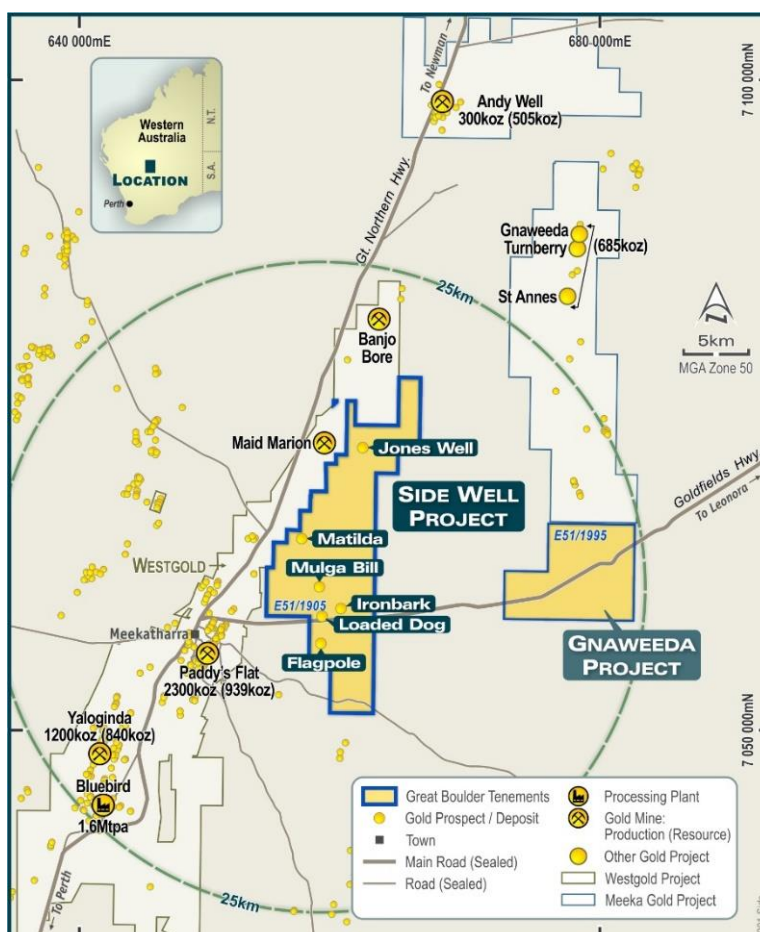 640 000mE
680 000mE
7 100 000mN
To Newman
Western
Australia
N.T.
S.A.
LOCATION
Perth
Andy Well
300koz (505koz)
Gt. Northern Hwy.
Gnaweeda
Turnberry
(685koz)
St Annes
25km
5km
MGA Zone 50
Banjo
Bore
Maid Marion
Jones Well
Goldfields Hwy
To Leonora
SIDE WELL
PROJECT
Matilda
E51/1995
WESTGOLD
Mulga Bill
E51/1905
Ironbark
Loaded Dog
Meekatharra
Flagpole
GNAWEEDA
PROJECT
Paddy's Flat
2300koz (939koz)
7 050 000mN
Yaloginda
1200koz (840koz)
Bluebird
1.6Mtpa
To Perth
25km
Great Boulder Tenements
Gold Prospect / Deposit
Town
Main Road (Sealed)
Road (Sealed)
Processing Plant
Gold Mine:
Production (Resource)
Other Gold Project
Westgold Project
Meeka Gold Project